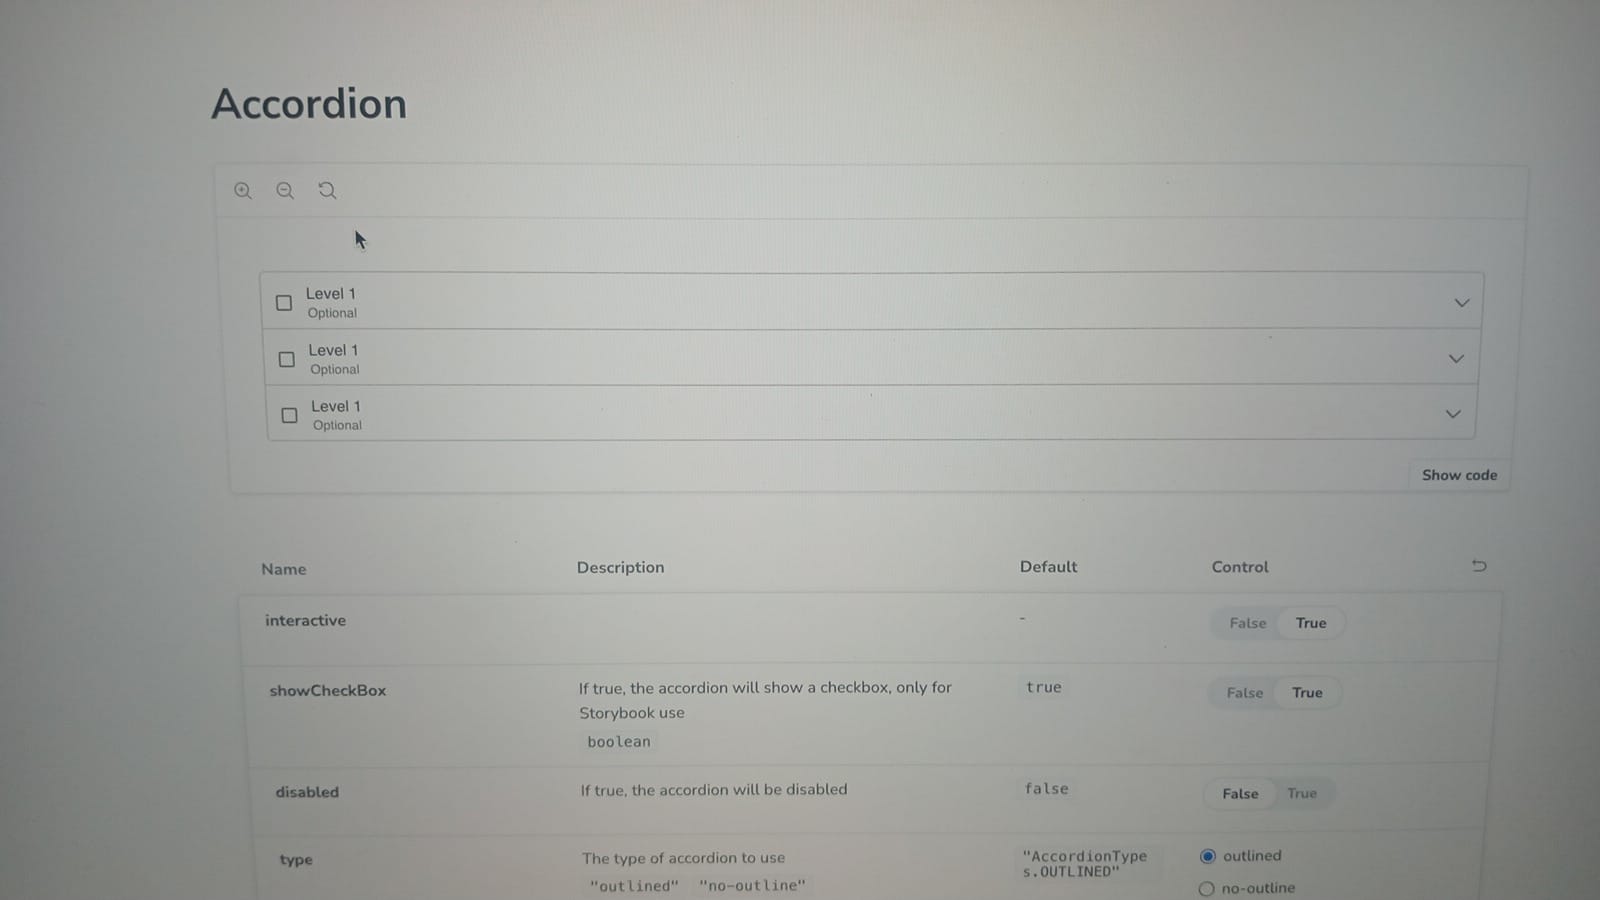 Accordion
Level 1
Optional
Level 1
Optional
Level 1
Optional
Show code
Name Description Default Control
interactive - False True
showCheckBox If true, the accordion will show a checkbox, only for true False True
Storybook use
boolean
disabled If true, the accordion will be disabled false False True
type The type of accordion to use "AccordionType outlined
s.OUTLINED"
"outlined" "no-outline" no-outline